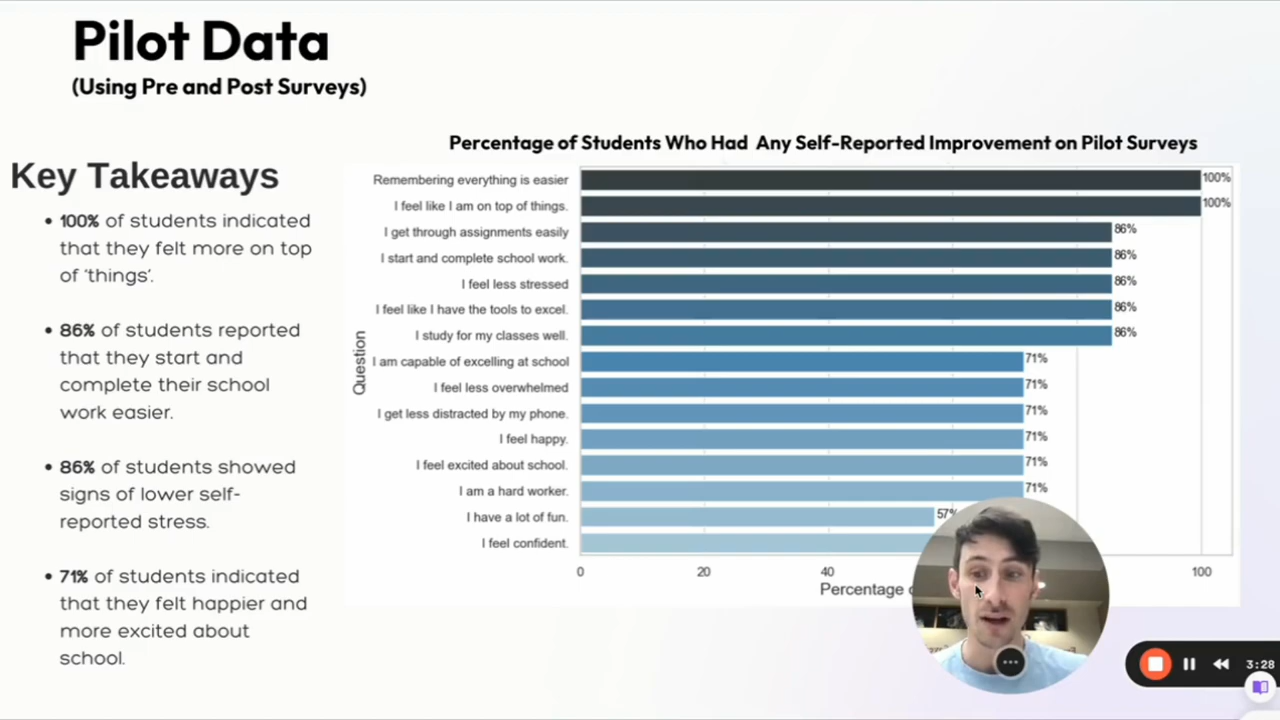 Pilot Data
(Using Pre and Post Surveys)
Key Takeaways
• 100% of students indicated
that they felt more on top
of ‘things’.
• 86% of students reported
that they start and
complete their school
work easier.
• 86% of students showed
signs of lower self-
reported stress.
• 71% of students indicated
that they felt happier and
more excited about
school.
Percentage of Students Who Had Any Self-Reported Improvement on Pilot Surveys
Question
Remembering everything is easier 100%
I feel like I am on top of things. 100%
I get through assignments easily 86%
I start and complete school work. 86%
I feel less stressed 86%
I feel like I have the tools to excel. 86%
I study for my classes well. 86%
I am capable of excelling at school 71%
I feel less overwhelmed 71%
I get less distracted by my phone. 71%
I feel happy. 71%
I feel excited about school. 71%
I am a hard worker. 71%
I have a lot of fun. 57%
I feel confident.
0 20 40 100
Percentage
3:28